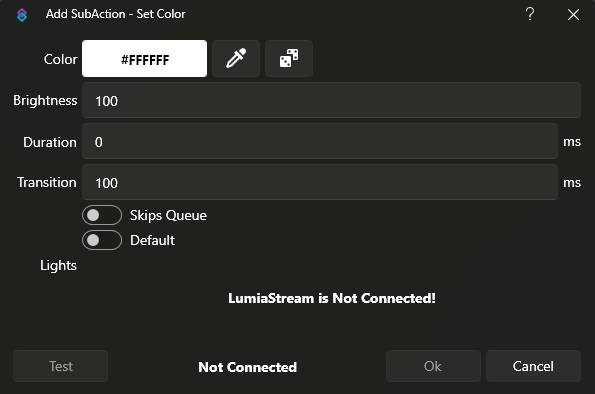 Add SubAction - Set Color
Color #FFFFFF
Brightness 100
Duration 0 ms
Transition 100 ms
Skips Queue
Default
Lights
LumiaStream is Not Connected!
Test Not Connected Ok Cancel